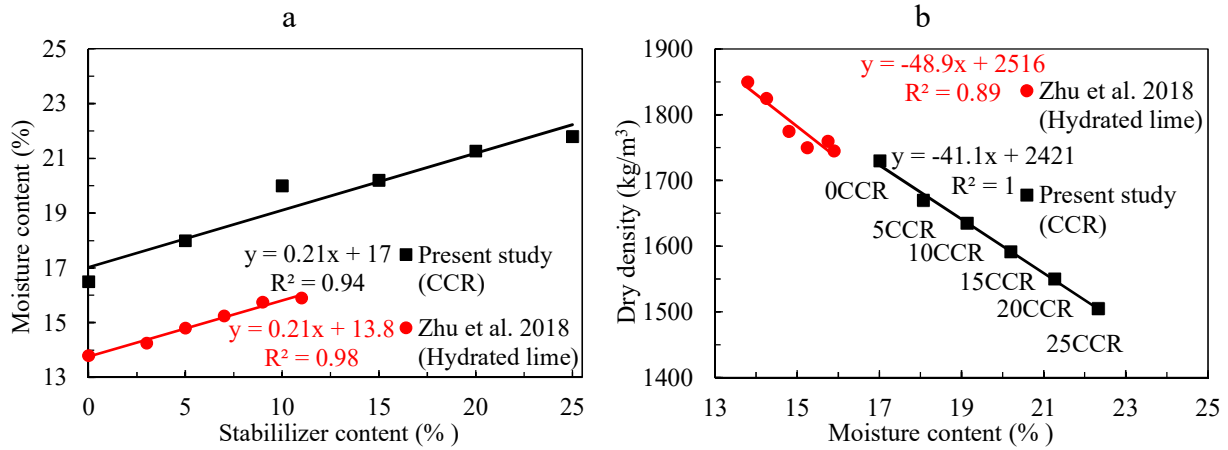 a
25
23
21
19
17
15
13
Moisture content (%)
y = 0.21x + 17
R² = 0.94
Present study
(CCR)
y = 0.21x + 13.8
R² = 0.98
Zhu et al. 2018
(Hydrated lime)
0 5 10 15 20 25
Stabililizer content (% )
b
1900
1800
1700
1600
1500
1400
Dry density (kg/m³)
y = -48.9x + 2516
R² = 0.89
Zhu et al. 2018
(Hydrated lime)
y = -41.1x + 2421
R² = 1
Present study
(CCR)
0CCR
5CCR
10CCR
15CCR
20CCR
25CCR
13 15 17 19 21 23 25
Moisture content (% )